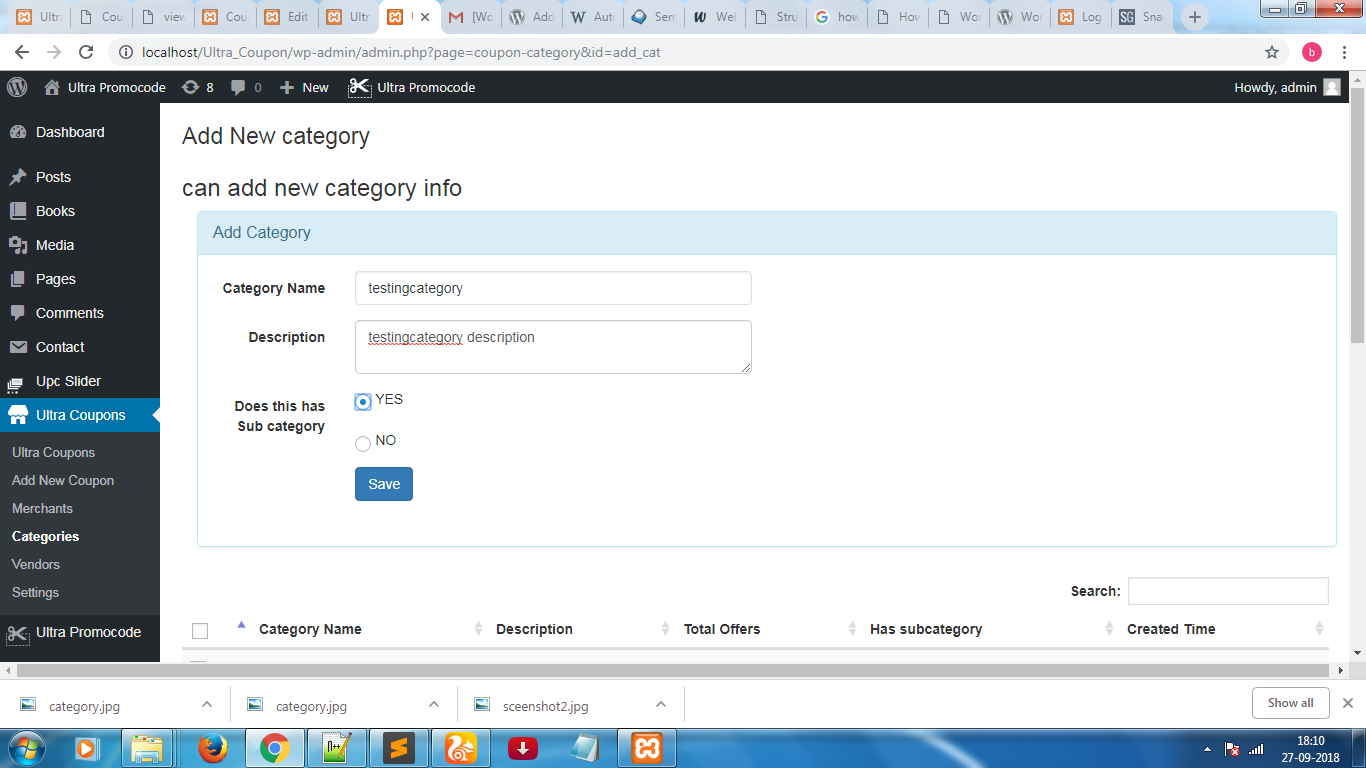 Ultra
Cou
view
Cou
Edit
Ultra
[Wo
Add
Auto
Sen
Web
Stru
how
How
Wo
Wor
Log
Sna
localhost/Ultra_Coupon/wp-admin/admin.php?page=coupon-category&id=add_cat
b
Ultra Promocode 8 0 New Ultra Promocode Howdy, admin
Dashboard
Posts
Books
Media
Pages
Comments
Contact
Upc Slider
Ultra Coupons
Ultra Coupons
Add New Coupon
Merchants
Categories
Vendors
Settings
Ultra Promocode
Add New category
can add new category info
Add Category
Category Name testingcategory
Description testingcategory description
Does this has
Sub category
YES
NO
Save
Search:
Category Name Description Total Offers Has subcategory Created Time
category.jpg category.jpg sceenshot2.jpg Show all
18:10
27-09-2018